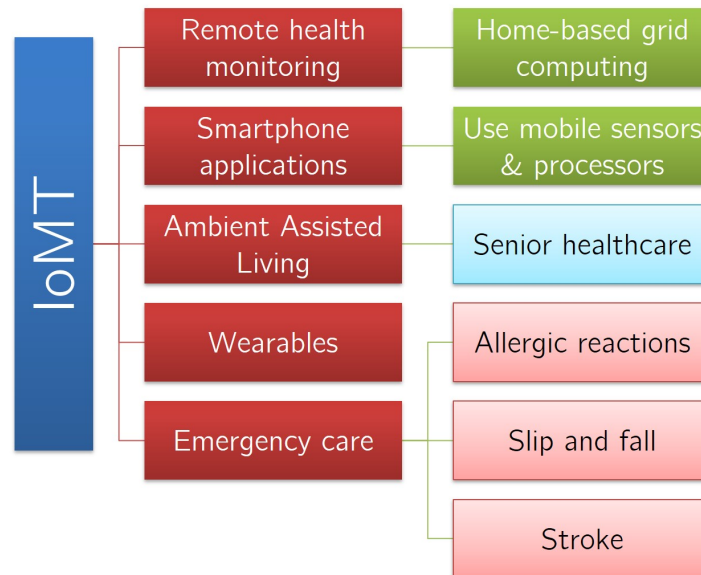 IoMT
Remote health
monitoring
Home-based grid
computing
Smartphone
applications
Use mobile sensors
& processors
Ambient Assisted
Living
Senior healthcare
Wearables
Emergency care
Allergic reactions
Slip and fall
Stroke